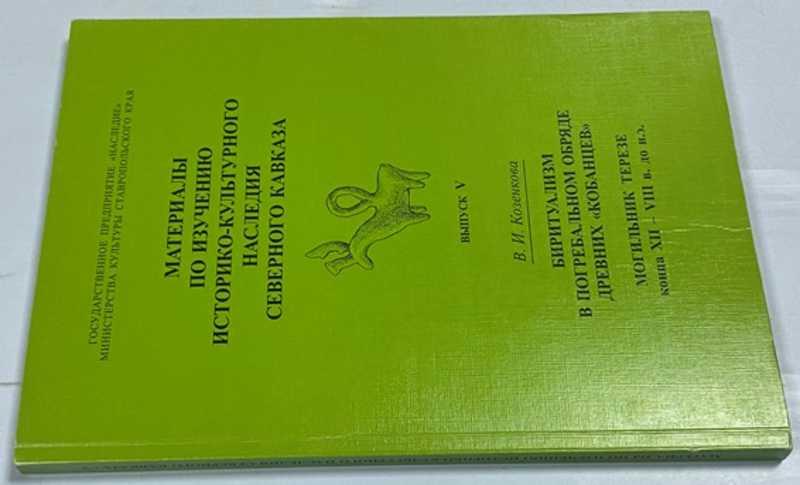 ГОСУДАРСТВЕННОЕ ПРЕДПРИЯТИЕ «НАСЛЕДИЕ»
МИНИСТЕРСТВА КУЛЬТУРЫ СТАВРОПОЛЬСКОГО КРАЯ
МАТЕРИАЛЫ
ПО ИЗУЧЕНИЮ
ИСТОРИКО-КУЛЬТУРНОГО
НАСЛЕДИЯ
СЕВЕРНОГО КАВКАЗА
ВЫПУСК V
В. И. Козенкова
БИРИТУАЛИЗМ
В ПОГРЕБАЛЬНОМ ОБРЯДЕ
ДРЕВНИХ «КОБАНЦЕВ»
МОГИЛЬНИК ТЕРЕЗЕ
конца XII – VIII в. до н.э.